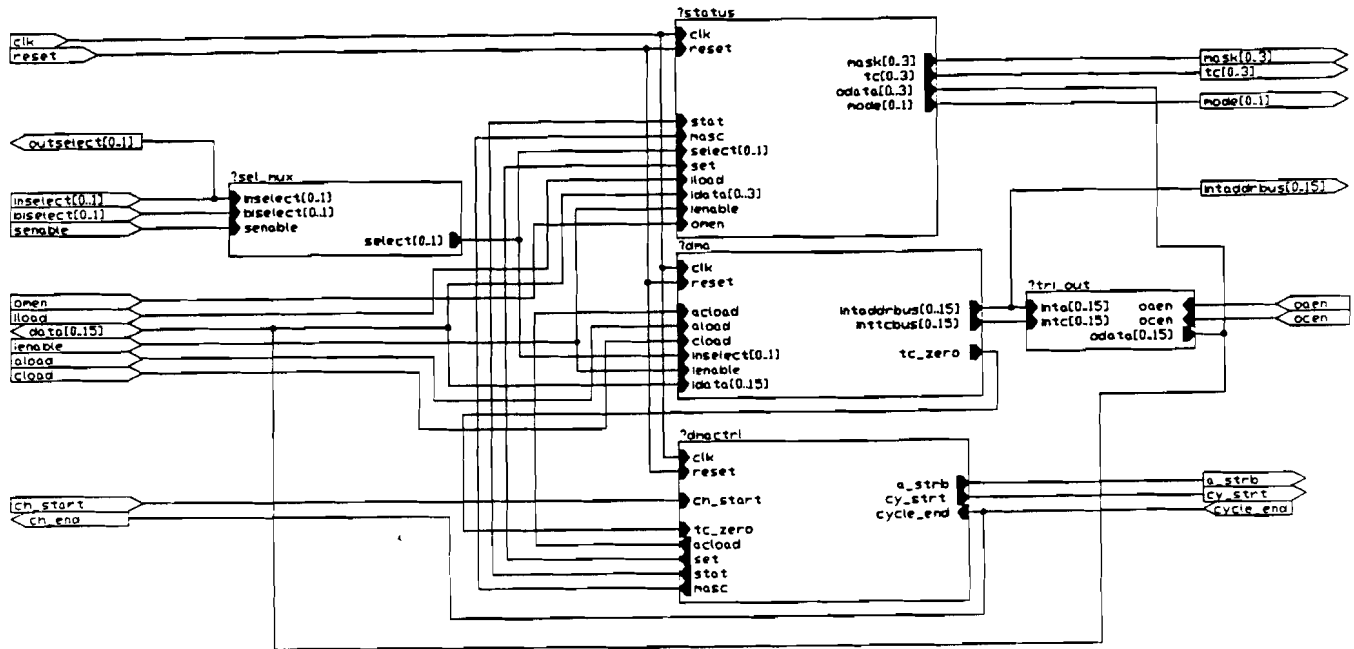 ?status
clk
reset
clk
reset
mask[0..3]
tc[0..3]
odata[0..3]
mode[0..1]
mask[0..3]
tc[0..3]
mode[0..1]
outselect[0..1]
stat
masc
select[0..1]
set
iload
idata[0..3]
ienable
omen
?sel_mux
inselect[0..1]
biselect[0..1]
senable
inselect[0..1]
biselect[0..1]
senable
select[0..1]
intaddrbus[0..15]
?dma
clk
reset
acload
aload
cload
inselect[0..1]
ienable
idata[0..15]
intaddrbus[0..15]
inttcbus[0..15]
tc_zero
?tri_out
inta[0..15]
intc[0..15]
oaen
ocen
odata[0..15]
oaen
ocen
omen
iload
data[0..15]
ienable
aload
cload
?dmactrl
clk
reset
ch_start
tc_zero
acload
set
stat
masc
a_strb
cy_strt
cycle_end
a_strb
cy_strt
cycle_end
ch_start
ch_end